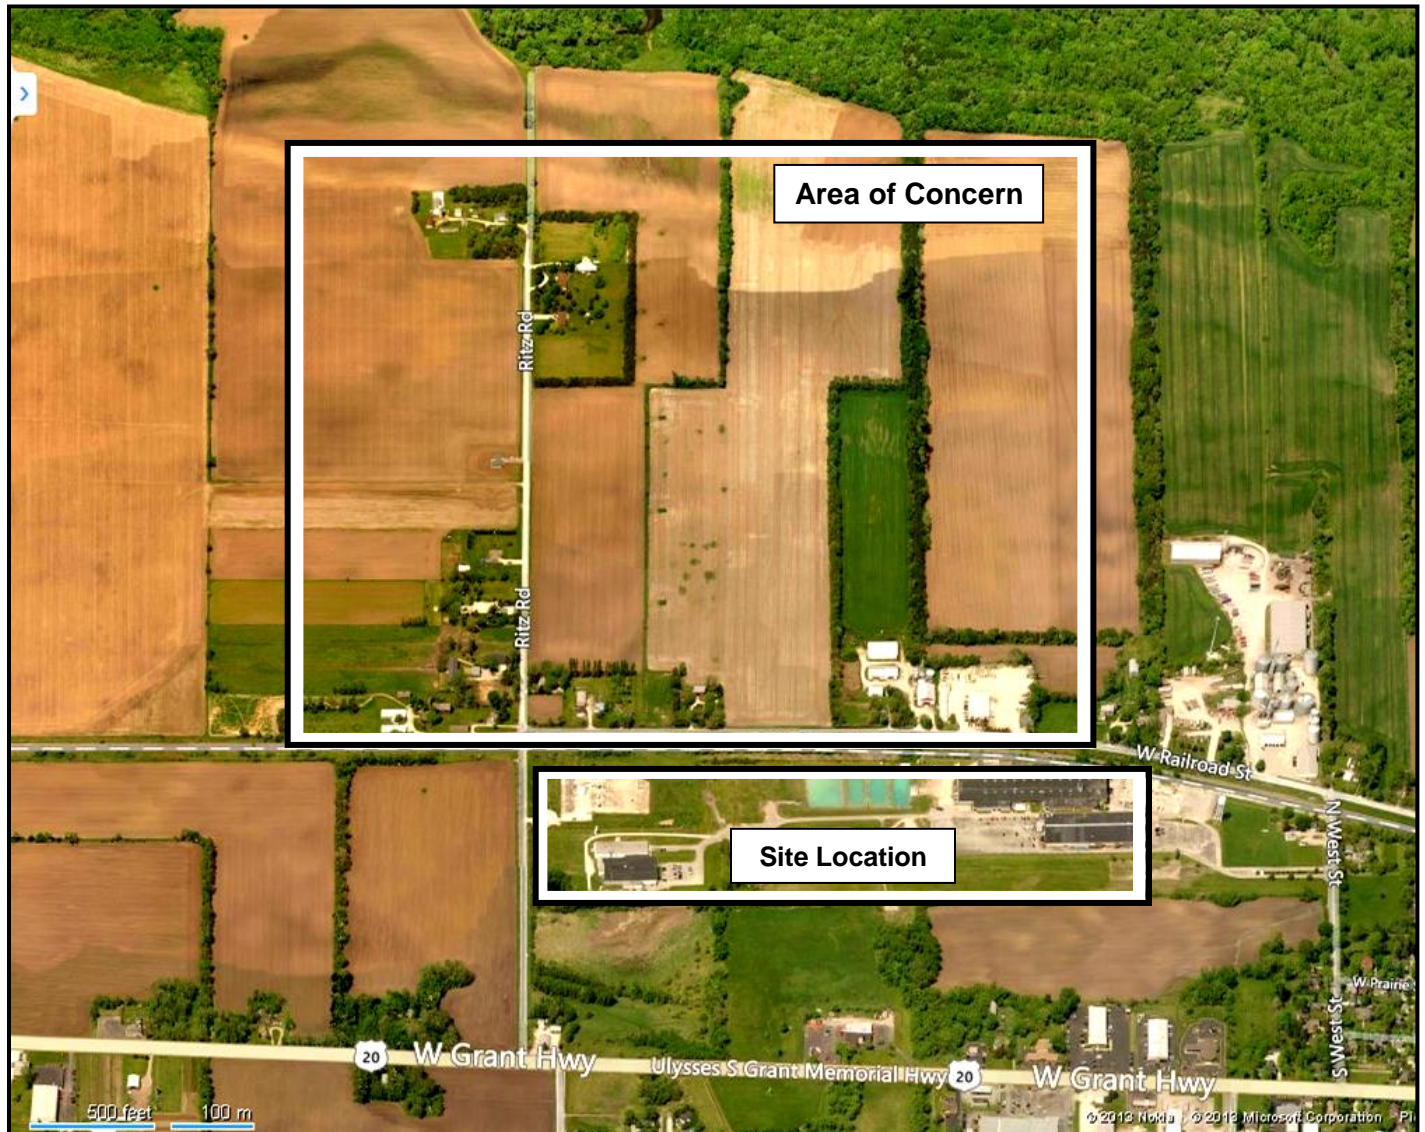 Area of Concern
Ritz Rd
Ritz Rd
W Railroad St
Site Location
N West St
W Prairie
S West St
20
W Grant Hwy
Ulysses S Grant Memorial Hwy
20
W Grant Hwy
500 feet
100 m
© 2013 Nokia
© 2013 Microsoft Corporation